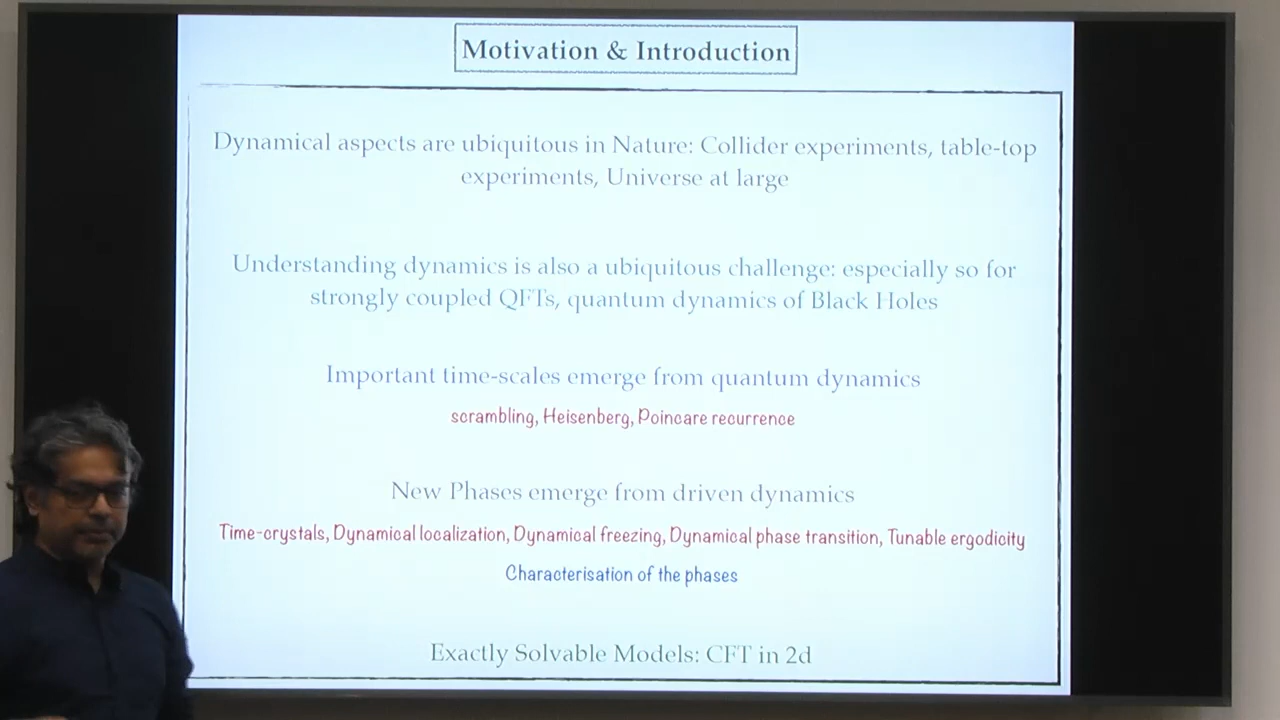 Motivation & Introduction
Dynamical aspects are ubiquitous in Nature: Collider experiments, table-top
experiments, Universe at large
Understanding dynamics is also a ubiquitous challenge: especially so for
strongly coupled QFTs, quantum dynamics of Black Holes
Important time-scales emerge from quantum dynamics
scrambling, Heisenberg, Poincare recurrence
New Phases emerge from driven dynamics
Time-crystals, Dynamical localization, Dynamical freezing, Dynamical phase transition, Tunable ergodicity
Characterisation of the phases
Exactly Solvable Models: CFT in 2d